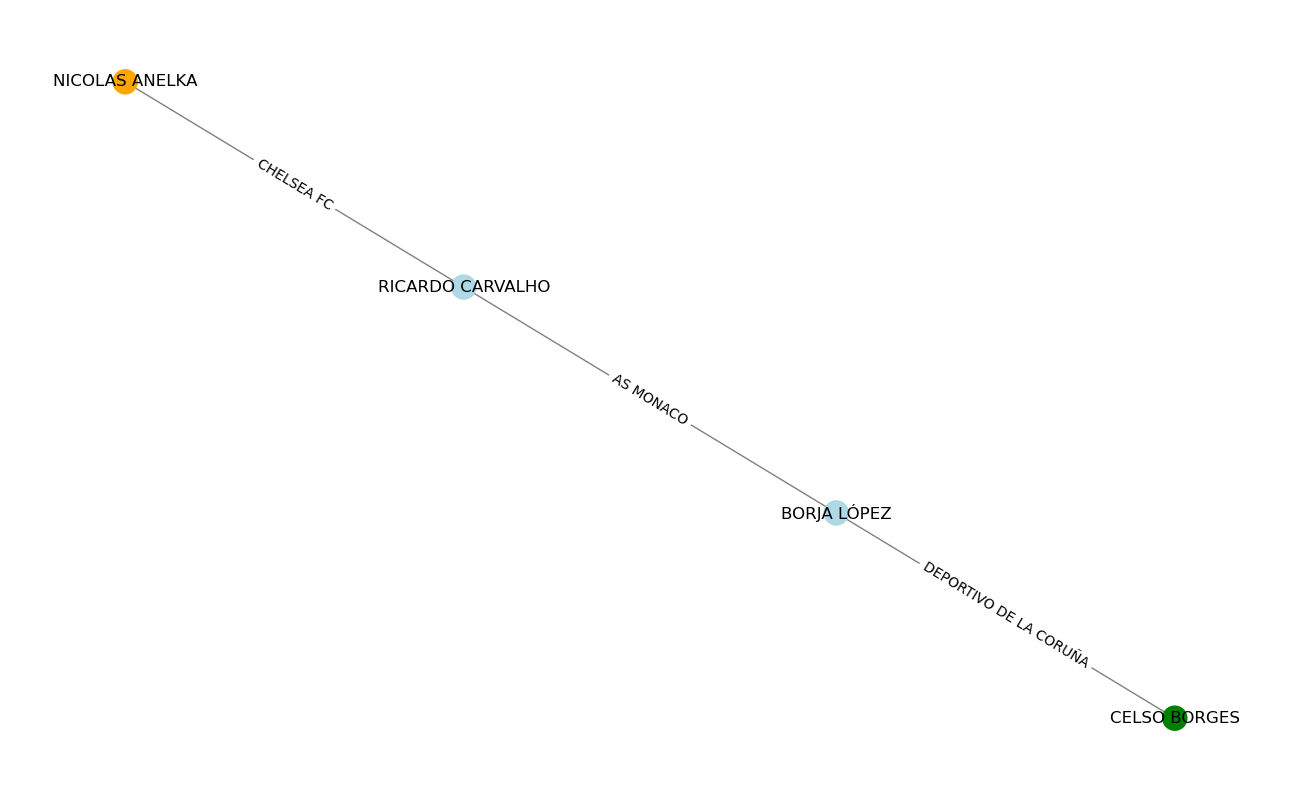 NICOLAS ANELKA
CHELSEA FC
RICARDO CARVALHO
AS MONACO
BORJA LÓPEZ
DEPORTIVO DE LA CORUÑA
CELSO BORGES